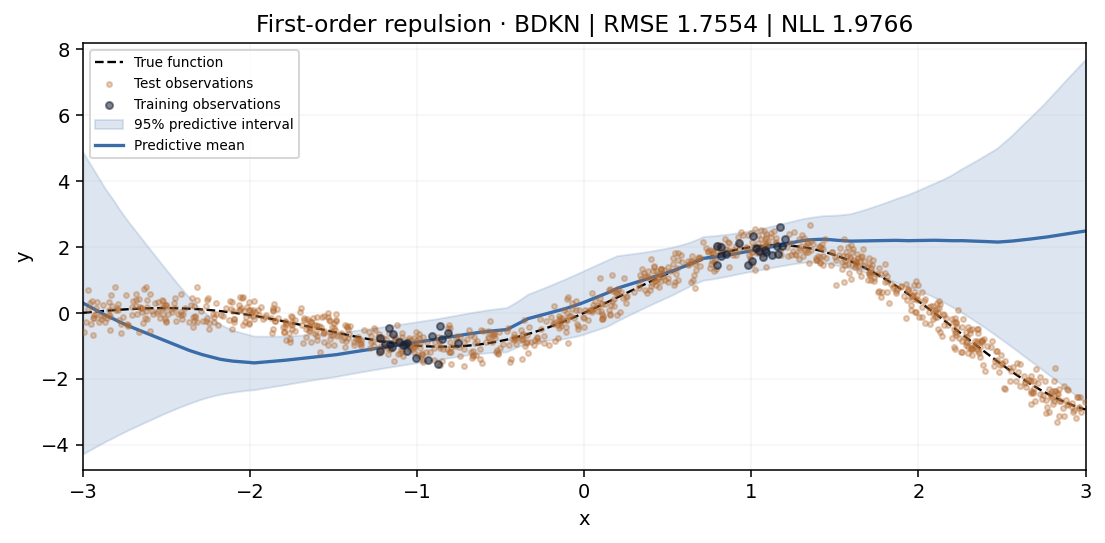 First-order repulsion · BDKN | RMSE 1.7554 | NLL 1.9766
True function
Test observations
Training observations
95% predictive interval
Predictive mean
8
6
4
2
0
−2
−4
y
−3
−2
−1
0
1
2
3
x